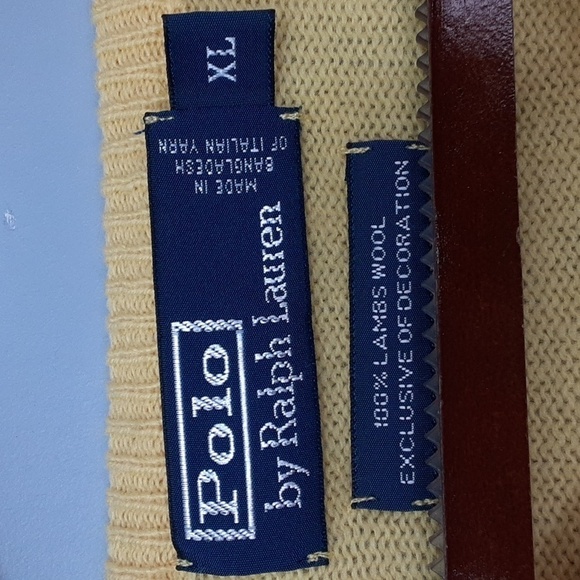 XL
Polo
by Ralph Lauren
MADE IN
BANGLADESH
OF ITALIAN YARN
100% LAMBS WOOL
EXCLUSIVE OF DECORATION